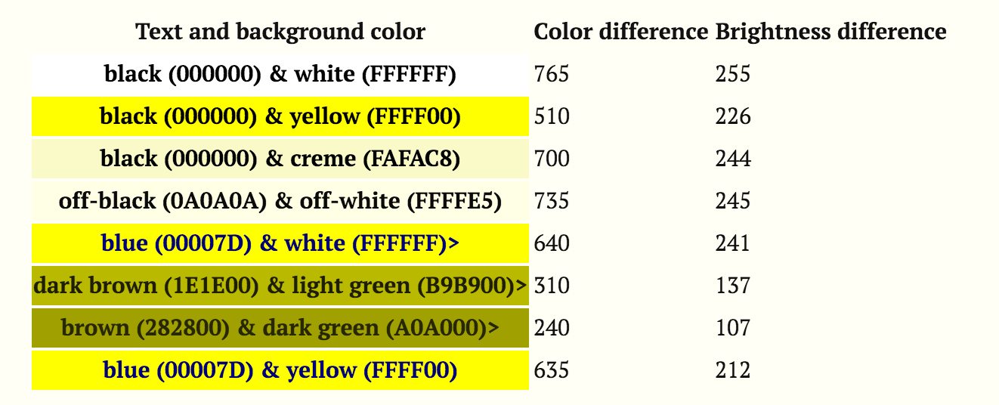 Text and background color Color difference Brightness difference
black (000000) & white (FFFFFF) 765 255
black (000000) & yellow (FFFF00) 510 226
black (000000) & creme (FAFAC8) 700 244
off-black (0A0A0A) & off-white (FFFFE5) 735 245
blue (00007D) & white (FFFFFF)> 640 241
dark brown (1E1E00) & light green (B9B900)> 310 137
brown (282800) & dark green (A0A000)> 240 107
blue (00007D) & yellow (FFFF00) 635 212